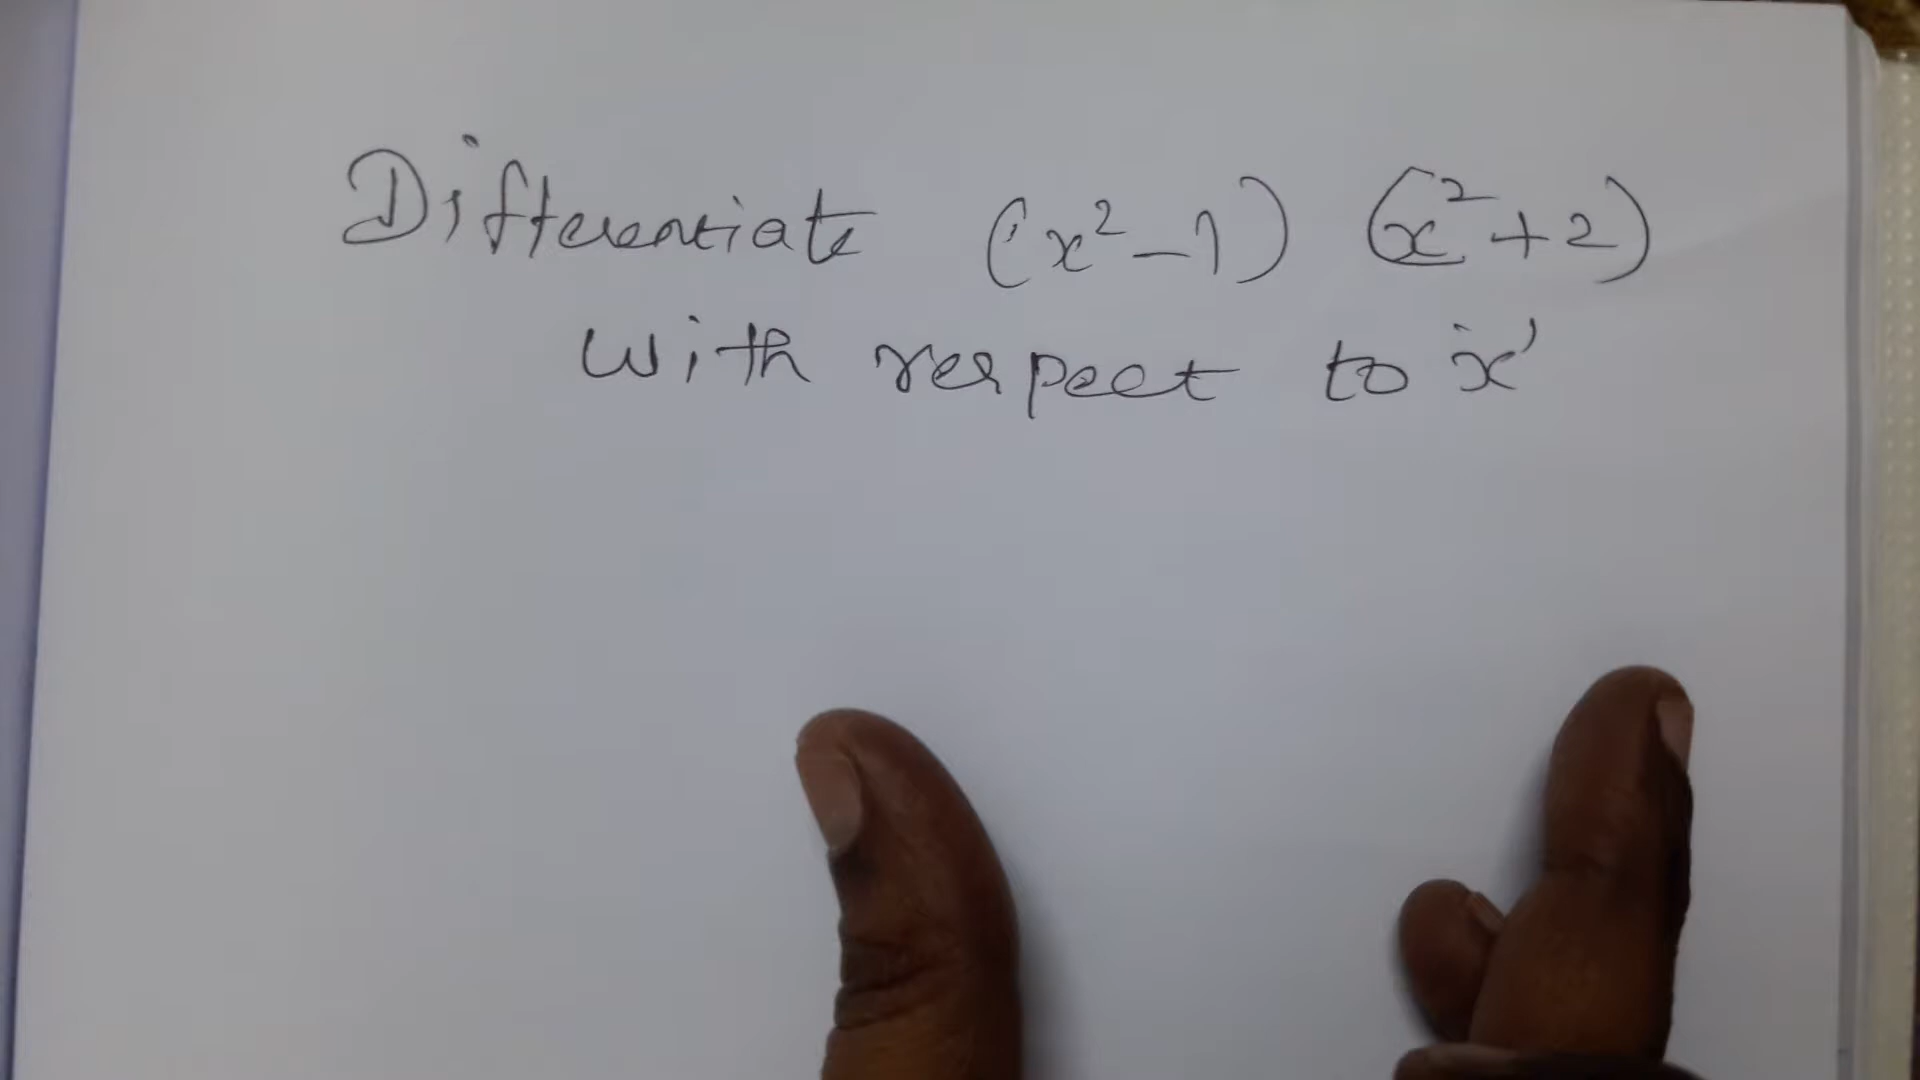 Differentiate (x² - 1) (x² + 2)
with respect to 'x'